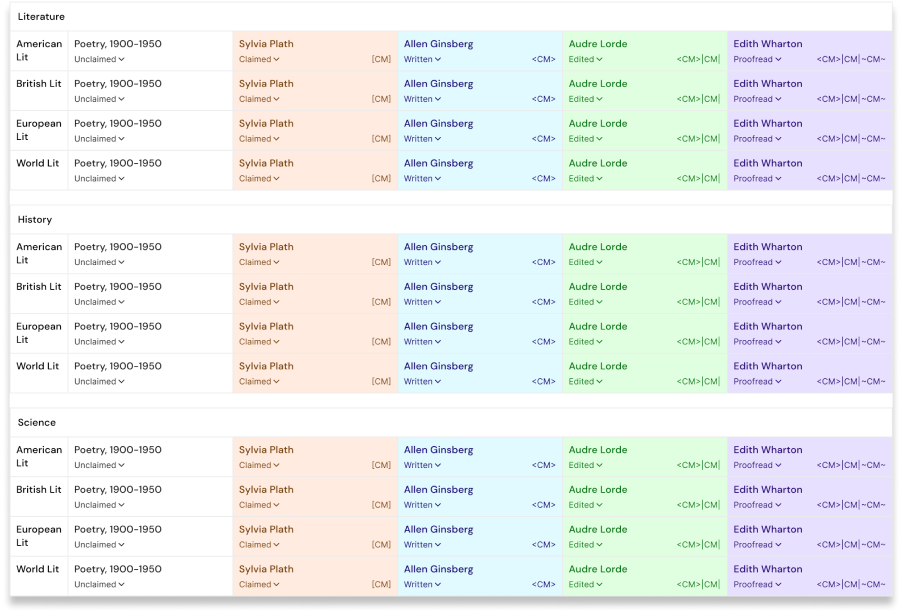 Literature
American Lit
Poetry, 1900-1950
Unclaimed
Sylvia Plath
Claimed [CM]
Allen Ginsberg
Written <CM>
Audre Lorde
Edited <CM>|CM|
Edith Wharton
Proofread <CM>|CM|~CM~
British Lit
Poetry, 1900-1950
Unclaimed
Sylvia Plath
Claimed [CM]
Allen Ginsberg
Written <CM>
Audre Lorde
Edited <CM>|CM|
Edith Wharton
Proofread <CM>|CM|~CM~
European Lit
Poetry, 1900-1950
Unclaimed
Sylvia Plath
Claimed [CM]
Allen Ginsberg
Written <CM>
Audre Lorde
Edited <CM>|CM|
Edith Wharton
Proofread <CM>|CM|~CM~
World Lit
Poetry, 1900-1950
Unclaimed
Sylvia Plath
Claimed [CM]
Allen Ginsberg
Written <CM>
Audre Lorde
Edited <CM>|CM|
Edith Wharton
Proofread <CM>|CM|~CM~
History
American Lit
Poetry, 1900-1950
Unclaimed
Sylvia Plath
Claimed [CM]
Allen Ginsberg
Written <CM>
Audre Lorde
Edited <CM>|CM|
Edith Wharton
Proofread <CM>|CM|~CM~
British Lit
Poetry, 1900-1950
Unclaimed
Sylvia Plath
Claimed [CM]
Allen Ginsberg
Written <CM>
Audre Lorde
Edited <CM>|CM|
Edith Wharton
Proofread <CM>|CM|~CM~
European Lit
Poetry, 1900-1950
Unclaimed
Sylvia Plath
Claimed [CM]
Allen Ginsberg
Written <CM>
Audre Lorde
Edited <CM>|CM|
Edith Wharton
Proofread <CM>|CM|~CM~
World Lit
Poetry, 1900-1950
Unclaimed
Sylvia Plath
Claimed [CM]
Allen Ginsberg
Written <CM>
Audre Lorde
Edited <CM>|CM|
Edith Wharton
Proofread <CM>|CM|~CM~
Science
American Lit
Poetry, 1900-1950
Unclaimed
Sylvia Plath
Claimed [CM]
Allen Ginsberg
Written <CM>
Audre Lorde
Edited <CM>|CM|
Edith Wharton
Proofread <CM>|CM|~CM~
British Lit
Poetry, 1900-1950
Unclaimed
Sylvia Plath
Claimed [CM]
Allen Ginsberg
Written <CM>
Audre Lorde
Edited <CM>|CM|
Edith Wharton
Proofread <CM>|CM|~CM~
European Lit
Poetry, 1900-1950
Unclaimed
Sylvia Plath
Claimed [CM]
Allen Ginsberg
Written <CM>
Audre Lorde
Edited <CM>|CM|
Edith Wharton
Proofread <CM>|CM|~CM~
World Lit
Poetry, 1900-1950
Unclaimed
Sylvia Plath
Claimed [CM]
Allen Ginsberg
Written <CM>
Audre Lorde
Edited <CM>|CM|
Edith Wharton
Proofread <CM>|CM|~CM~